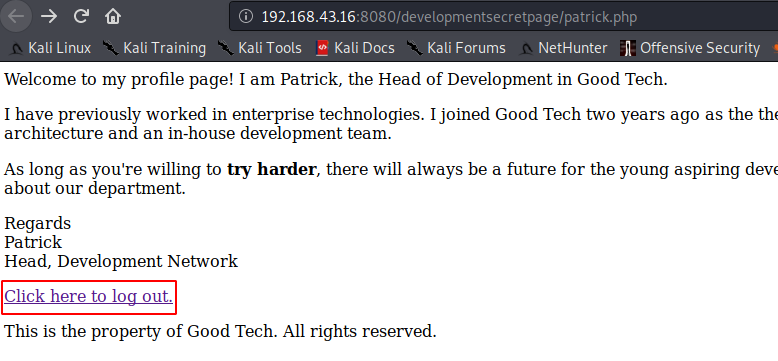 192.168.43.16:8080/developmentsecretpage/patrick.php
Kali Linux Kali Training Kali Tools Kali Docs Kali Forums NetHunter Offensive Security
Welcome to my profile page! I am Patrick, the Head of Development in Good Tech.
I have previously worked in enterprise technologies. I joined Good Tech two years ago as the the
architecture and an in-house development team.
As long as you're willing to try harder, there will always be a future for the young aspiring deve
about our department.
Regards
Patrick
Head, Development Network
Click here to log out.
This is the property of Good Tech. All rights reserved.